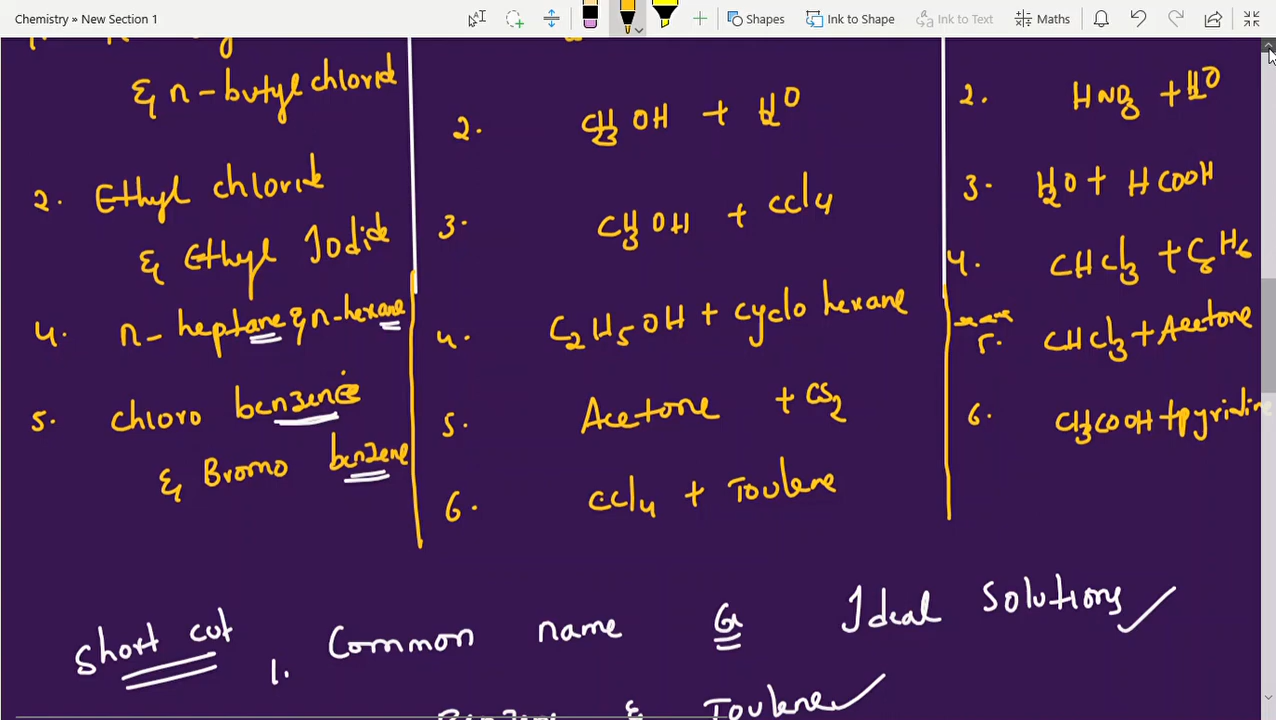 Chemistry » New Section 1
Shapes Ink to Shape Ink to Text Maths
& n-butyl chloride
2. Ethyl chloride
& Ethyl Iodide
4. n-heptane & n-hexane
5. chloro benzene
& Bromo benzene
2. CH3OH + H2O
3. CH3OH + CCl4
4. C2H5OH + cyclo hexane
5. Acetone + CS2
6. CCl4 + Toulene
2. HNO3 + H2O
3. H2O + HCOOH
4. CHCl3 + C6H6
5. CHCl3 + Acetone
6. CH3COOH + pyridine
Short cut 1. Common name Ideal Solutions
Benzene & Toulene